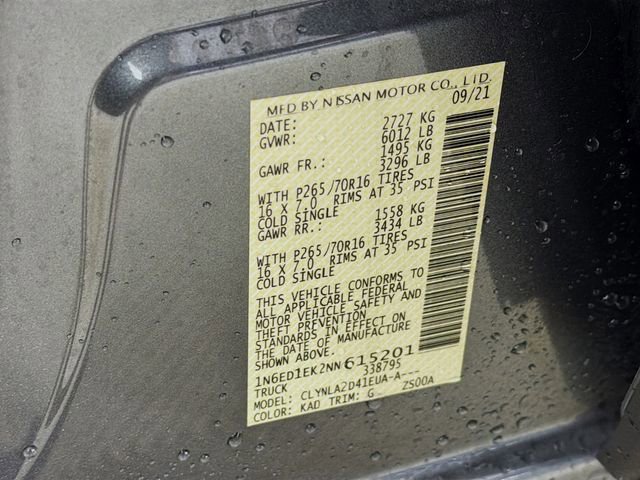 MFD BY NISSAN MOTOR CO., LTD.
DATE: 09/21
GVWR: 2727 KG
6012 LB
GAWR FR.: 1495 KG
3296 LB
WITH P265/70R16 TIRES
16 X 7.0 RIMS AT 35 PSI
COLD SINGLE
GAWR RR.: 1558 KG
3434 LB
WITH P265/70R16 TIRES
16 X 7.0 RIMS AT 35 PSI
COLD SINGLE
THIS VEHICLE CONFORMS TO
ALL APPLICABLE FEDERAL
MOTOR VEHICLE SAFETY AND
THEFT PREVENTION
STANDARDS IN EFFECT ON
THE DATE OF MANUFACTURE
SHOWN ABOVE.
1N6ED1EK2NN615201
TRUCK 338795
MODEL: CLYNLA2D41EUA-A---
COLOR: KAD TRIM: G ZS00A